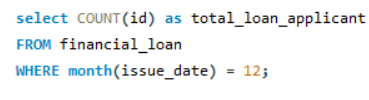 select COUNT(id) as total_loan_applicant
FROM financial_loan
WHERE month(issue_date) = 12;